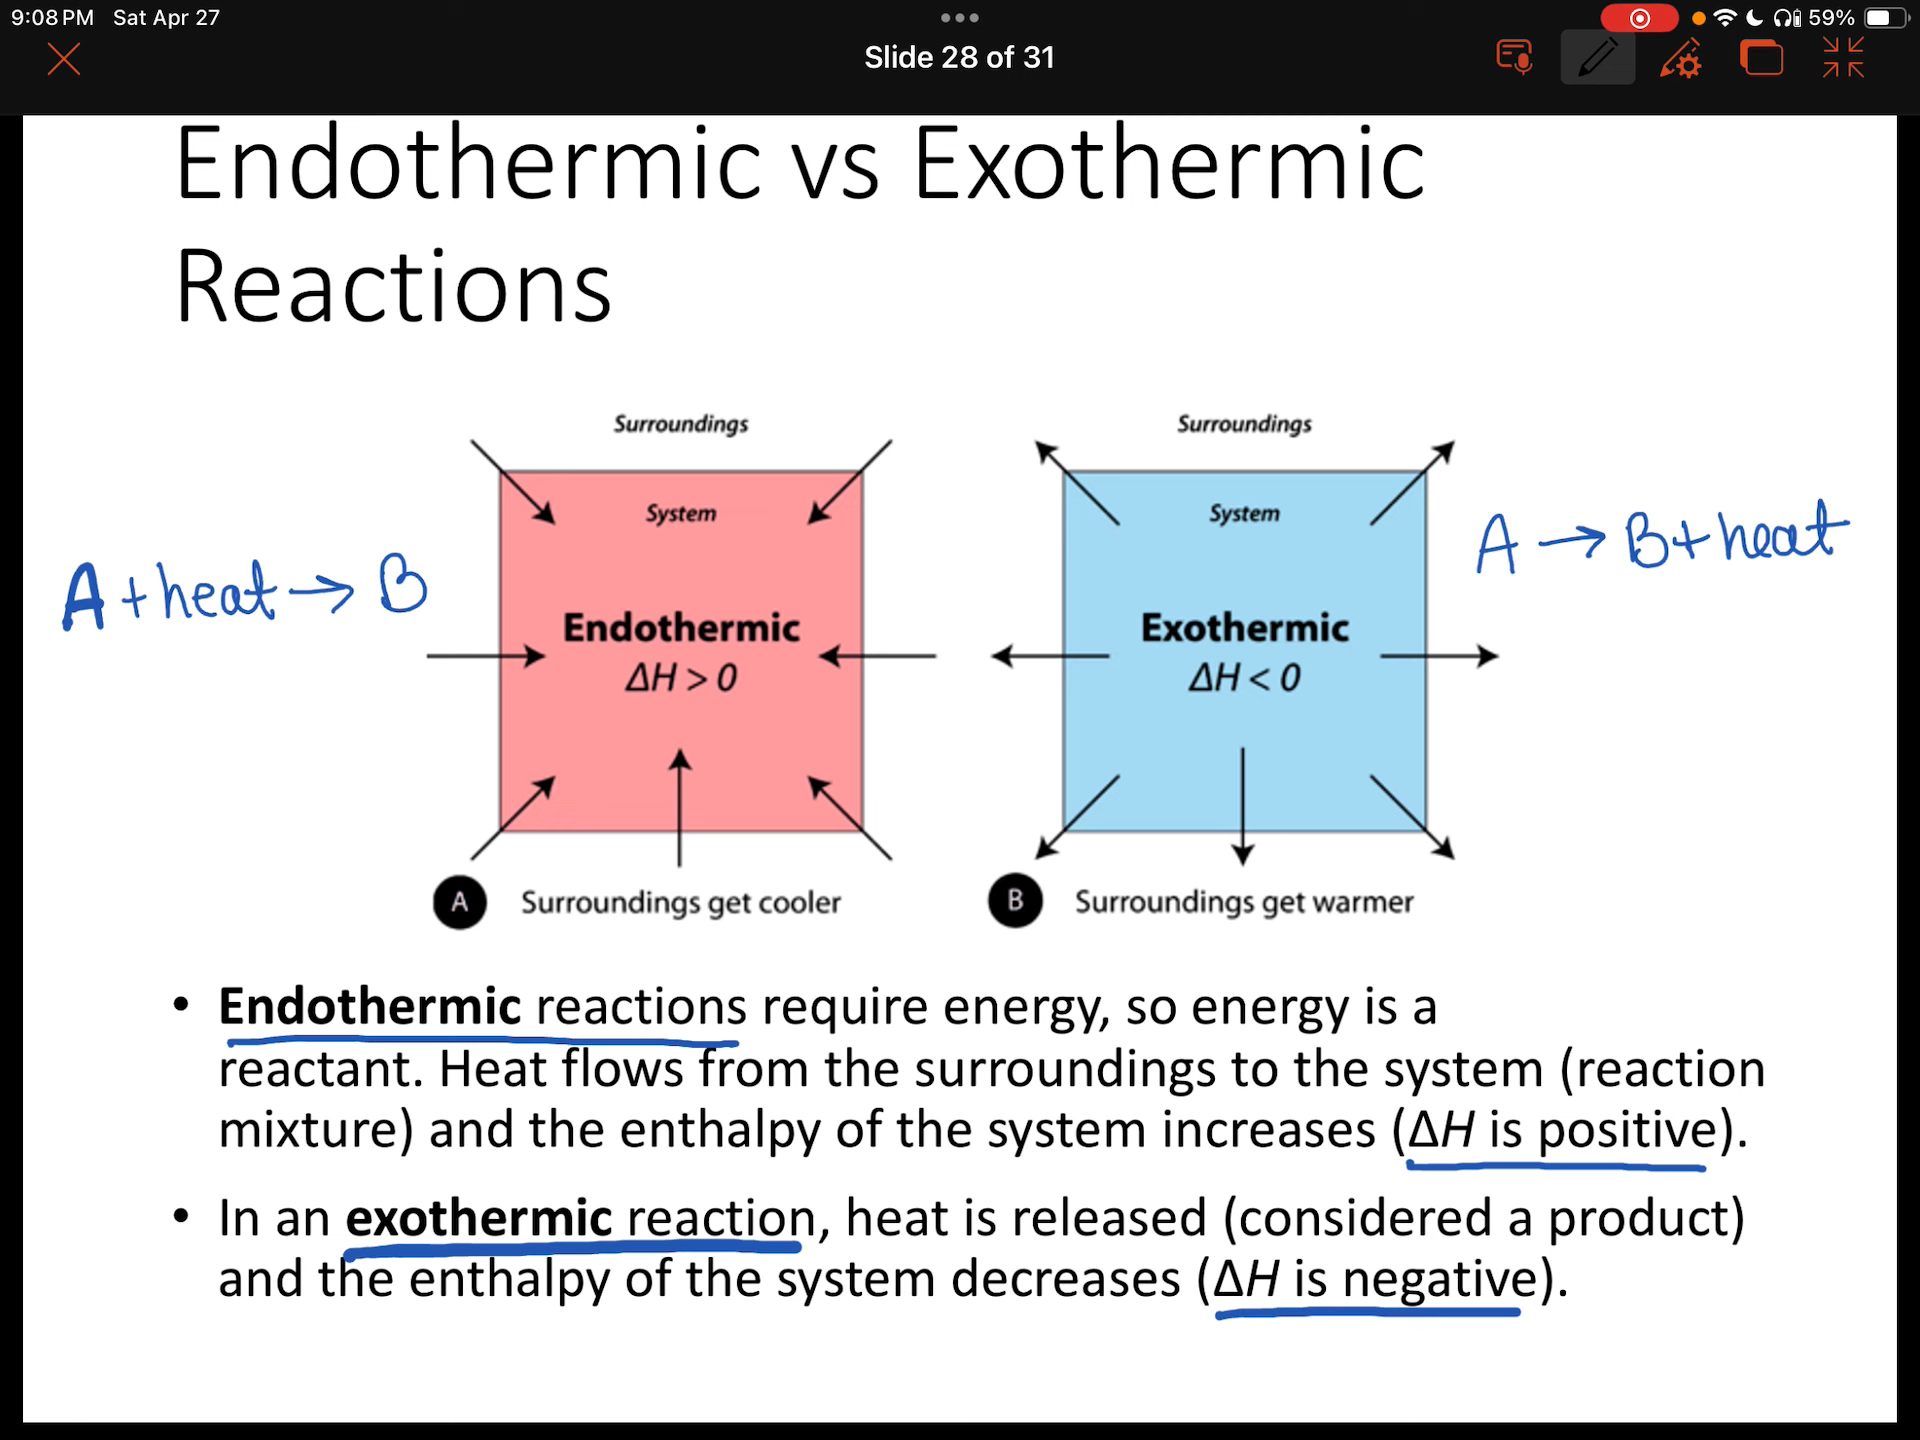 9:08 PM Sat Apr 27
59%
Slide 28 of 31
Endothermic vs Exothermic
Reactions
Surroundings
System
A + heat → B
Endothermic
ΔH > 0
A Surroundings get cooler
Surroundings
System
A → B + heat
Exothermic
ΔH < 0
B Surroundings get warmer
• Endothermic reactions require energy, so energy is a
reactant. Heat flows from the surroundings to the system (reaction
mixture) and the enthalpy of the system increases (ΔH is positive).
• In an exothermic reaction, heat is released (considered a product)
and the enthalpy of the system decreases (ΔH is negative).